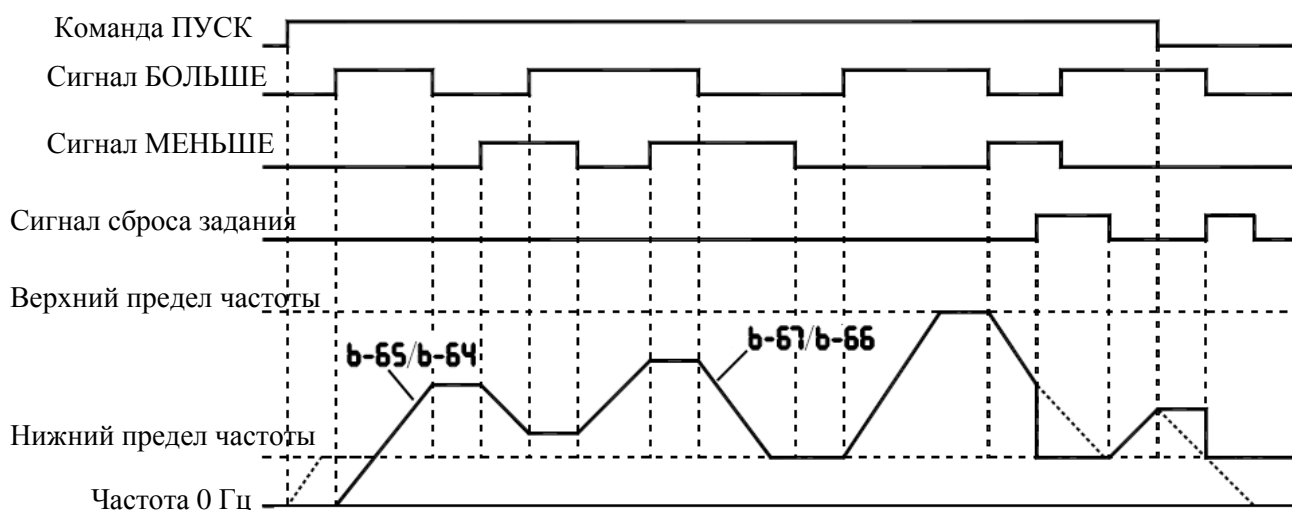 Команда ПУСК
Сигнал БОЛЬШЕ
Сигнал МЕНЬШЕ
Сигнал сброса задания
Верхний предел частоты
b-65/b-64
b-67/b-66
Нижний предел частоты
Частота 0 Гц